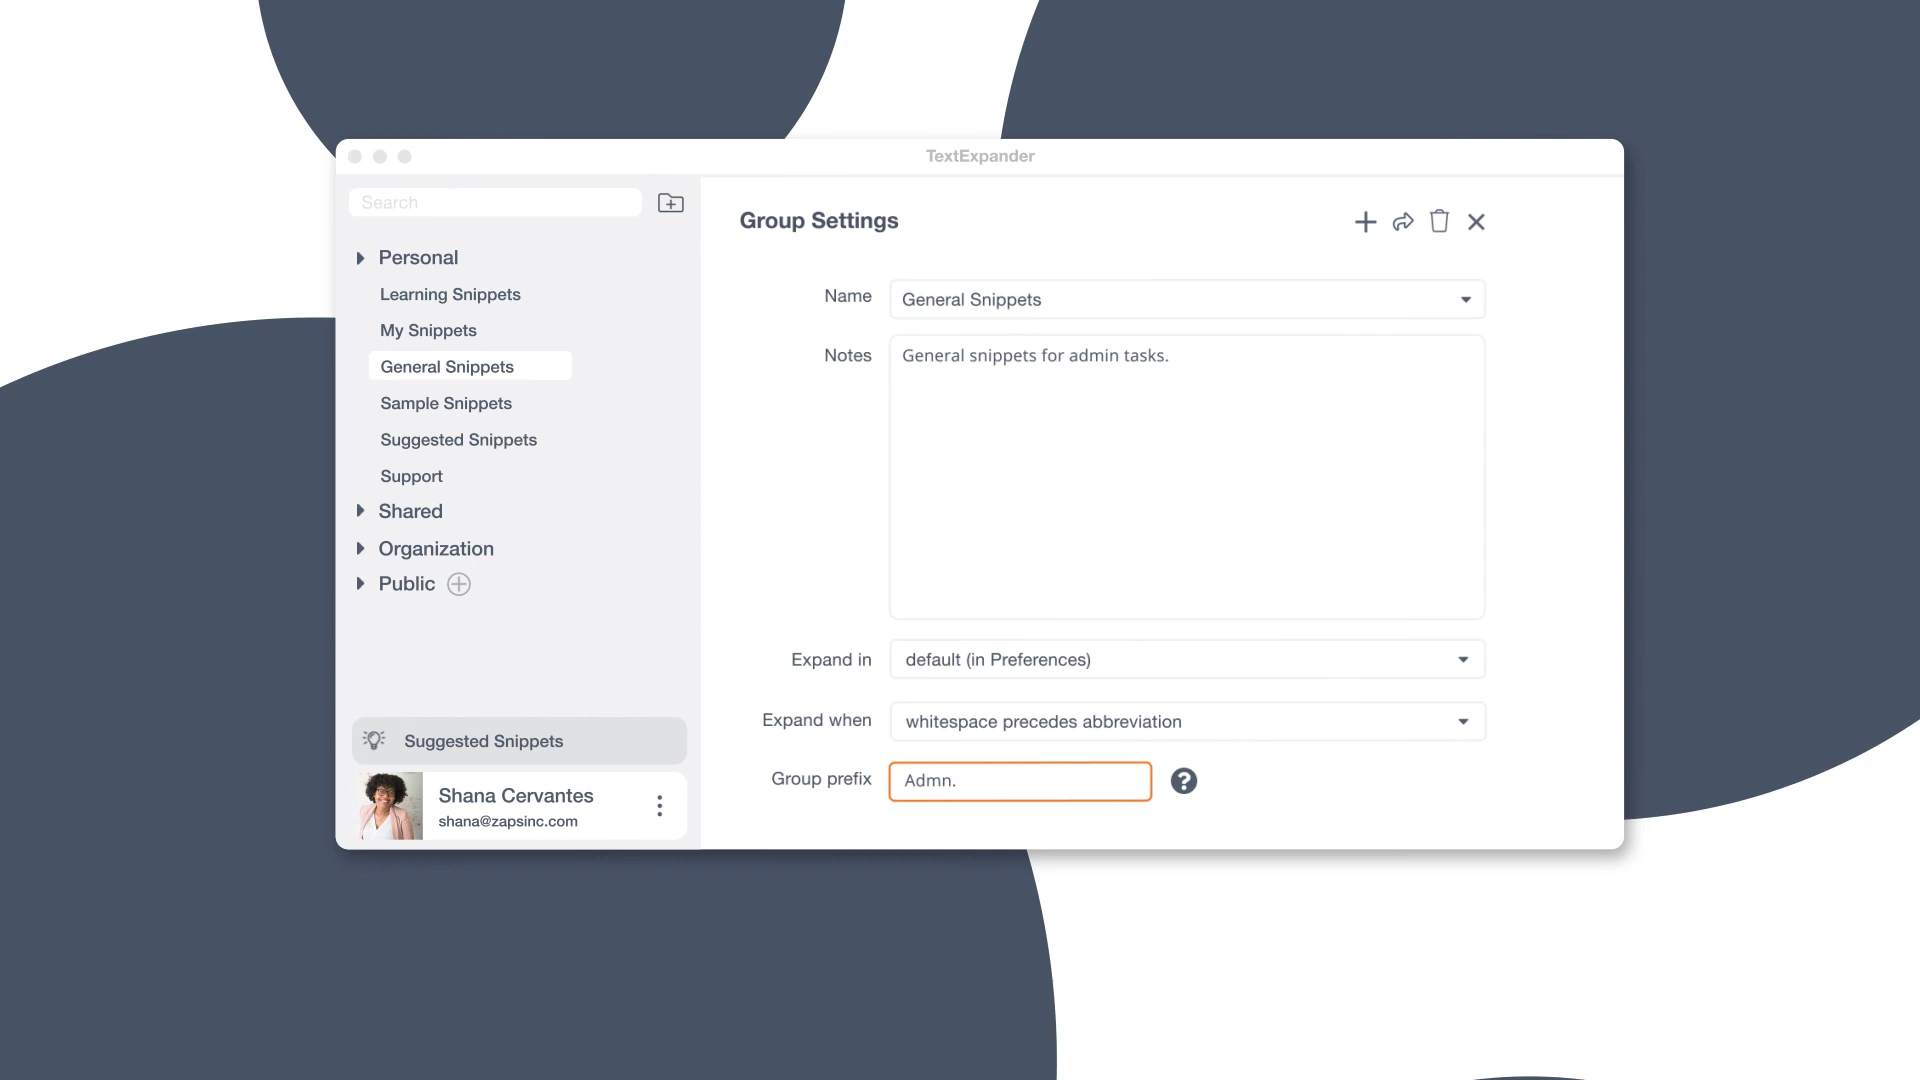 TextExpander
Search
Personal
Learning Snippets
My Snippets
General Snippets
Sample Snippets
Suggested Snippets
Support
Shared
Organization
Public
Suggested Snippets
Shana Cervantes
shana@zapsinc.com
Group Settings
Name
General Snippets
Notes
General snippets for admin tasks.
Expand in
default (in Preferences)
Expand when
whitespace precedes abbreviation
Group prefix
Admn.